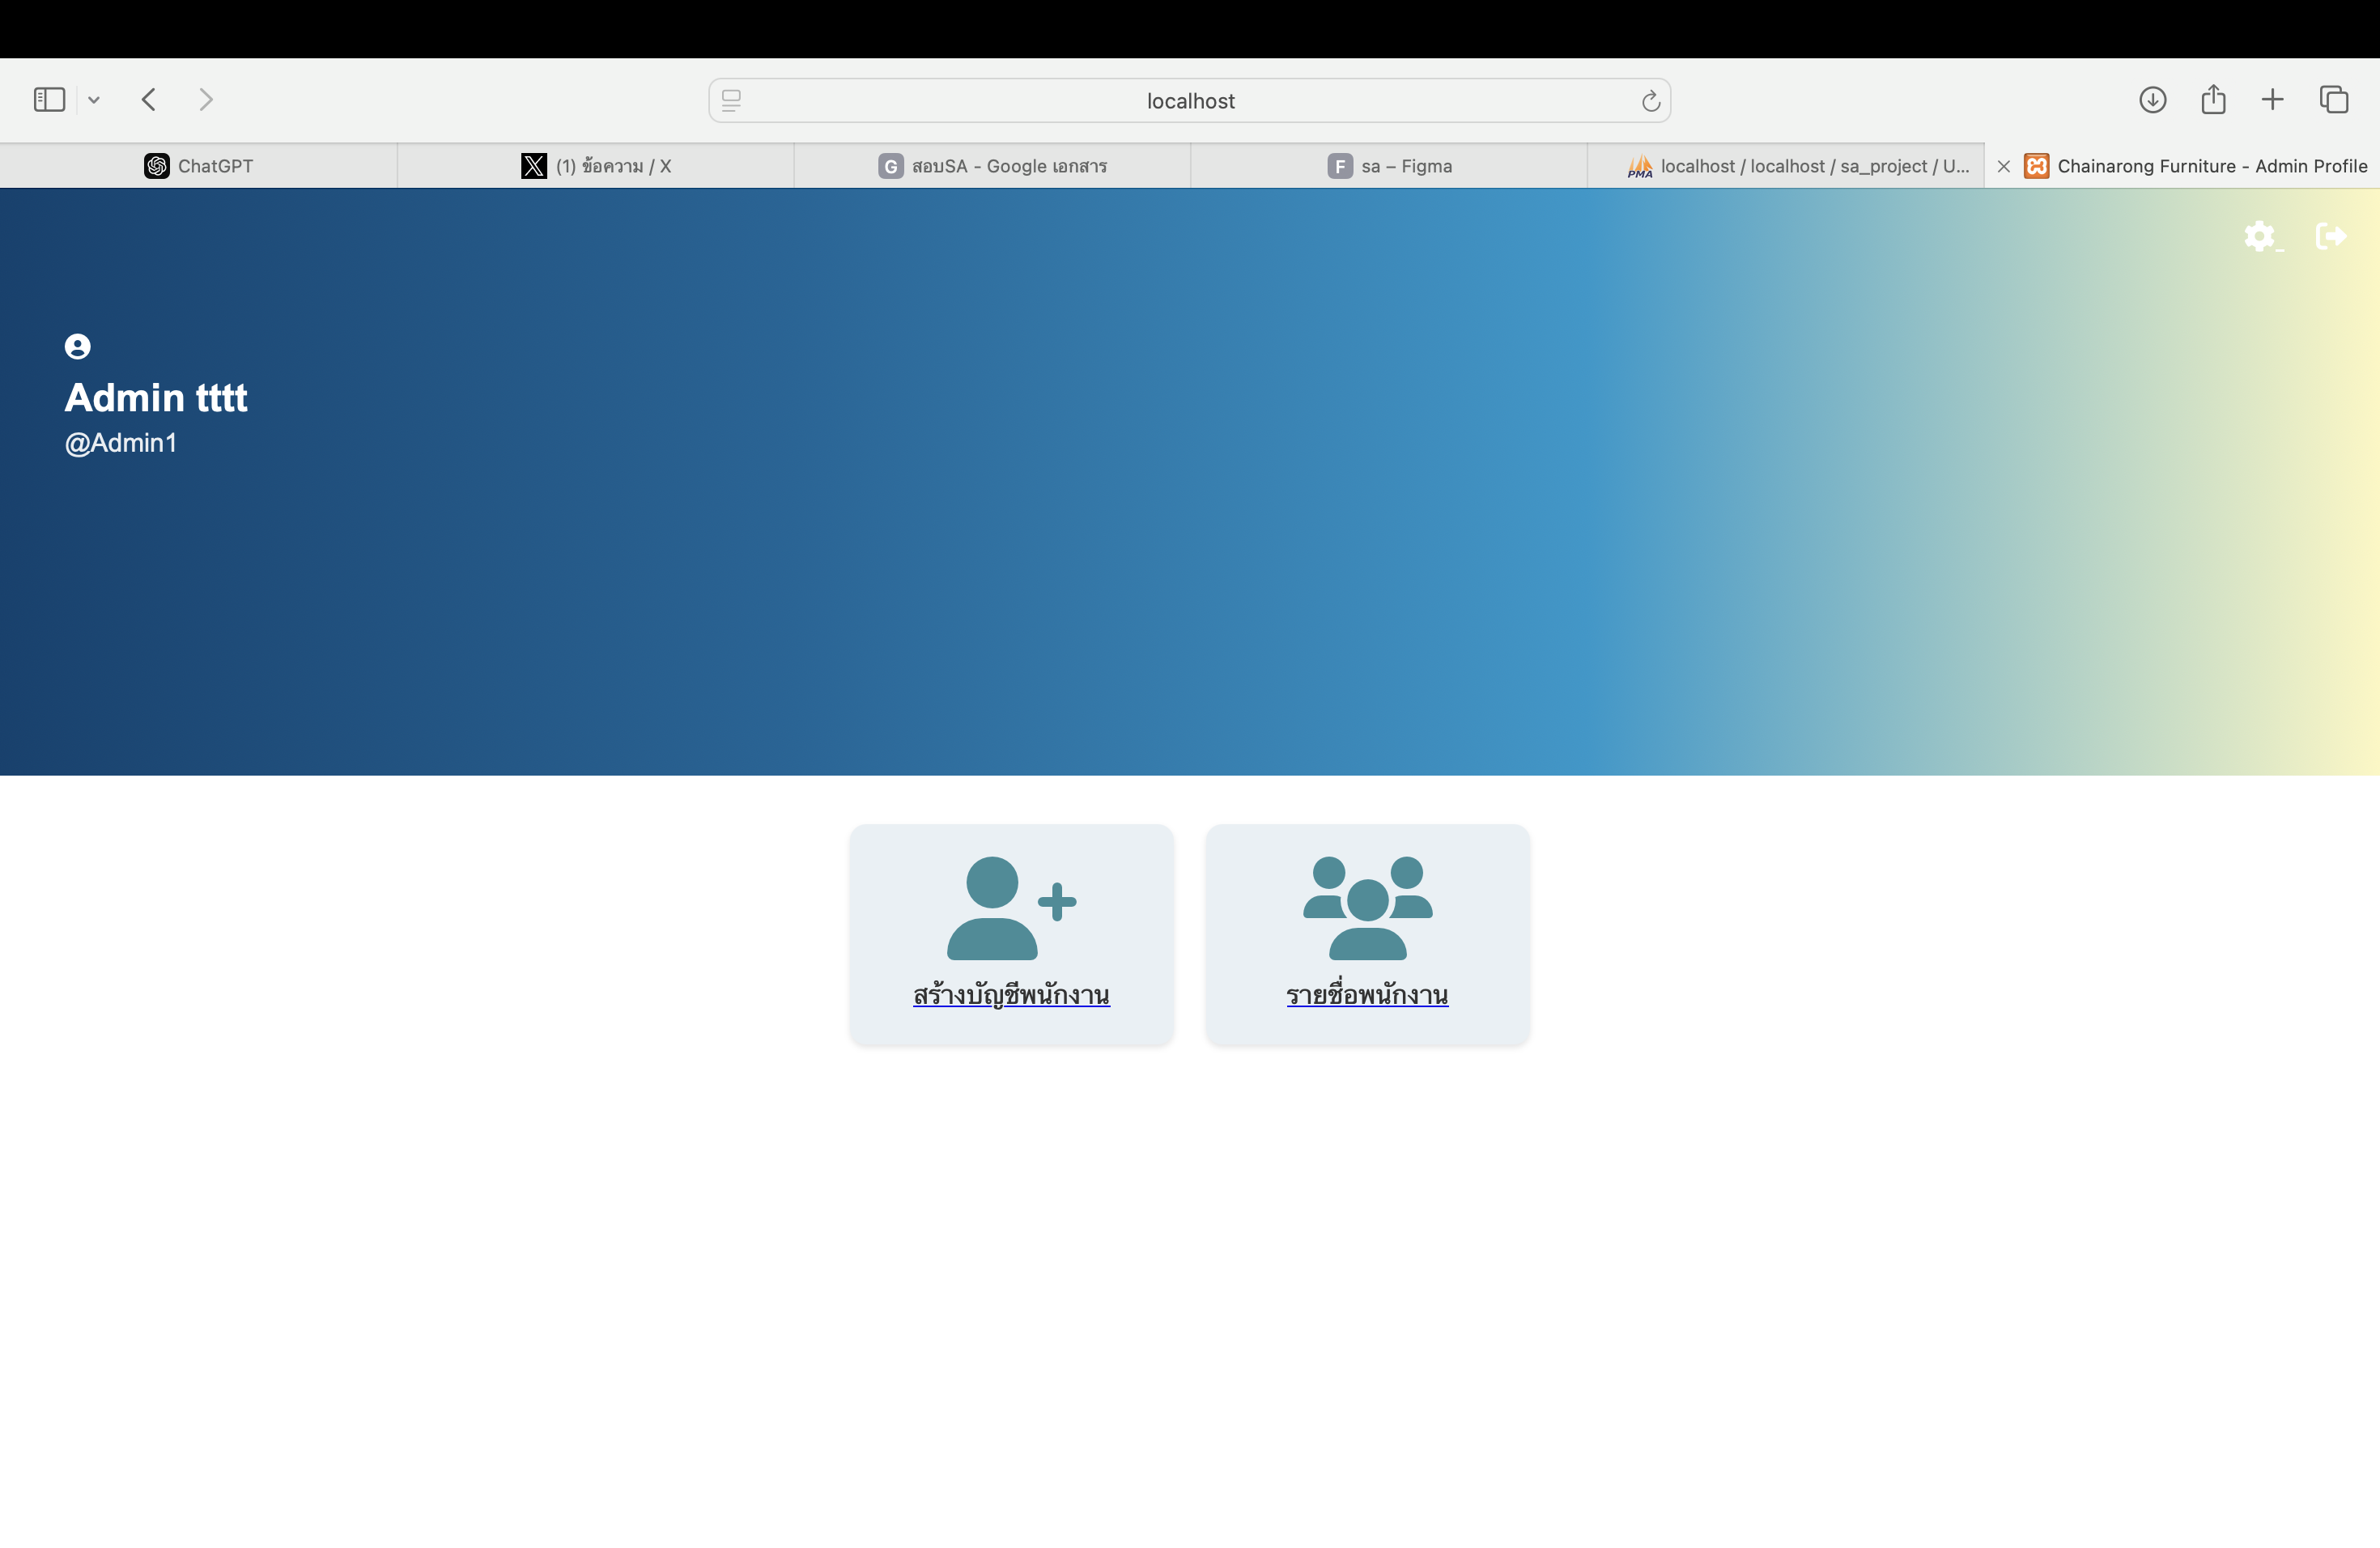 localhost
ChatGPT
(1) ข้อความ / X
G สอบSA - Google เอกสาร
F sa – Figma
PMA localhost / localhost / sa_project / U...
Chainarong Furniture - Admin Profile
Admin tttt
@Admin1
สร้างบัญชีพนักงาน
รายชื่อพนักงาน